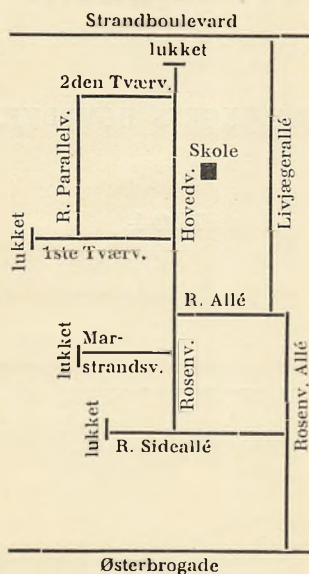 Strandboulevard
lukket
2den Tværv.
R. Parallelv.
Hovedv.
Skole
Livjægerallé
lukket
1ste Tværv.
R. Allé
lukket
Mar-
strandsv.
Rosenv.
Rosenv. Allé
lukket
R. Sideallé
Østerbrogade